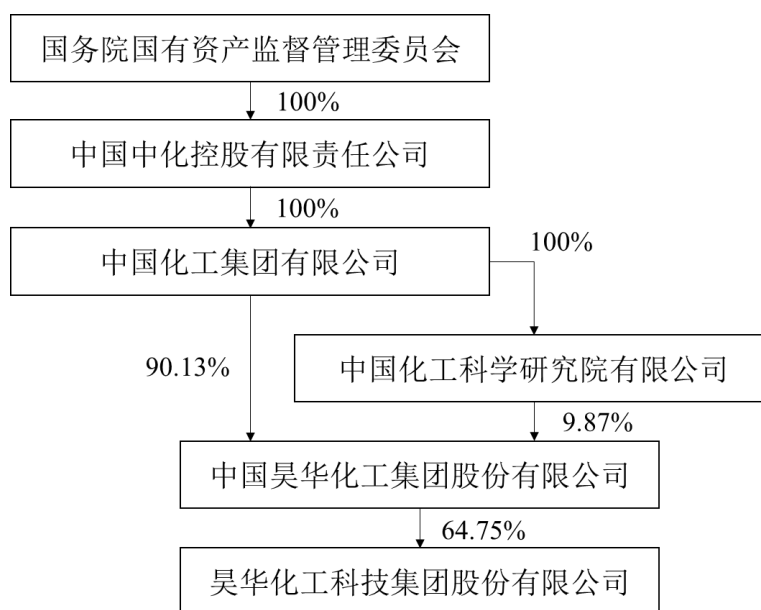 国务院国有资产监督管理委员会
100%
中国中化控股有限责任公司
100%
中国化工集团有限公司
100%
90.13%
中国化工科学研究院有限公司
9.87%
中国昊华化工集团股份有限公司
64.75%
昊华化工科技集团股份有限公司